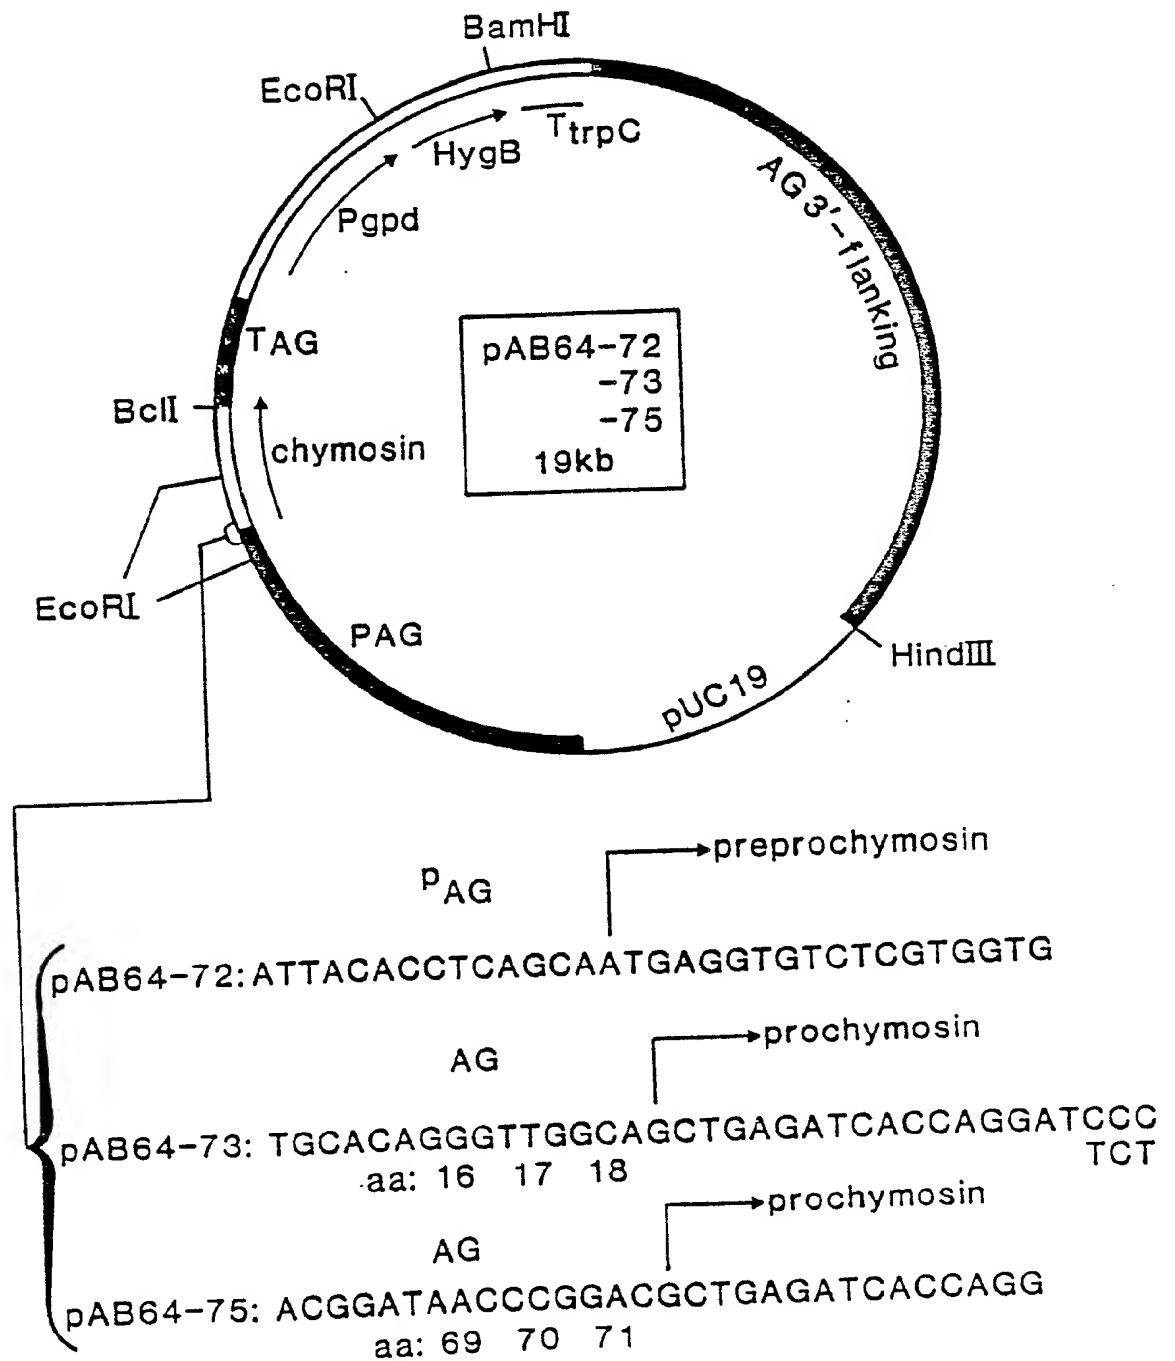 BamHI
EcoRI
TtrpC
HygB
AG3'-flanking
Pgpd
TAG
pAB64-72
-73
-75
19kb
BclI
chymosin
EcoRI
PAG
HindIII
pUC19
preprochymosin
PAG
pAB64-72: ATTACACCTCAGCAATGAGGTGTCTCGTGGTG
prochymosin
AG
pAB64-73: TGCACAGGGTTGGCAGCTGAGATCACCAGGATCCC
TCT
aa: 16 17 18
prochymosin
AG
pAB64-75: ACGGATAACCCGGACGCTGAGATCACCAGG
aa: 69 70 71